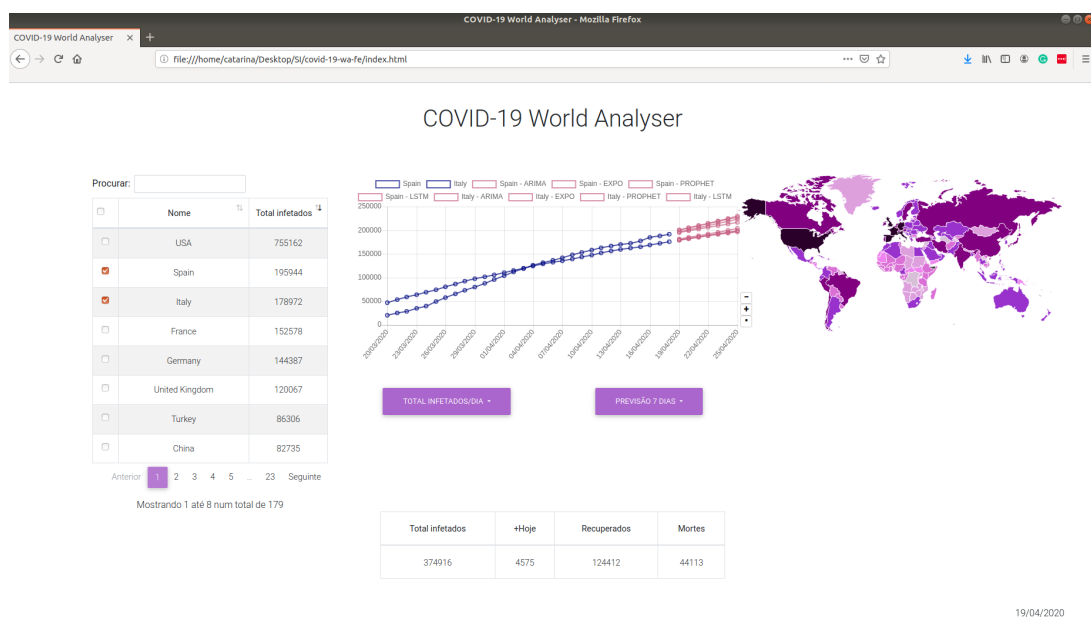 COVID-19 World Analyser - Mozilla Firefox
COVID-19 World Analyser × +
file:///home/catarina/Desktop/SI/covid-19-wa-fe/index.html
COVID-19 World Analyser
Procurar:
Nome Total infetados
USA 755162
Spain 195944
Italy 178972
France 152578
Germany 144387
United Kingdom 120067
Turkey 86306
China 82735
Anterior 1 2 3 4 5 … 23 Seguinte
Mostrando 1 até 8 num total de 179
Spain Italy Spain - ARIMA Spain - EXPO Spain - PROPHET
Spain - LSTM Italy - ARIMA Italy - EXPO Italy - PROPHET Italy - LSTM
250000
200000
150000
100000
50000
0
20/03/2020 23/03/2020 26/03/2020 29/03/2020 01/04/2020 04/04/2020 07/04/2020 10/04/2020 13/04/2020 16/04/2020 19/04/2020 22/04/2020 25/04/2020
TOTAL INFETADOS/DIA PREVISÃO 7 DIAS
Total infetados +Hoje Recuperados Mortes
374916 4575 124412 44113
19/04/2020